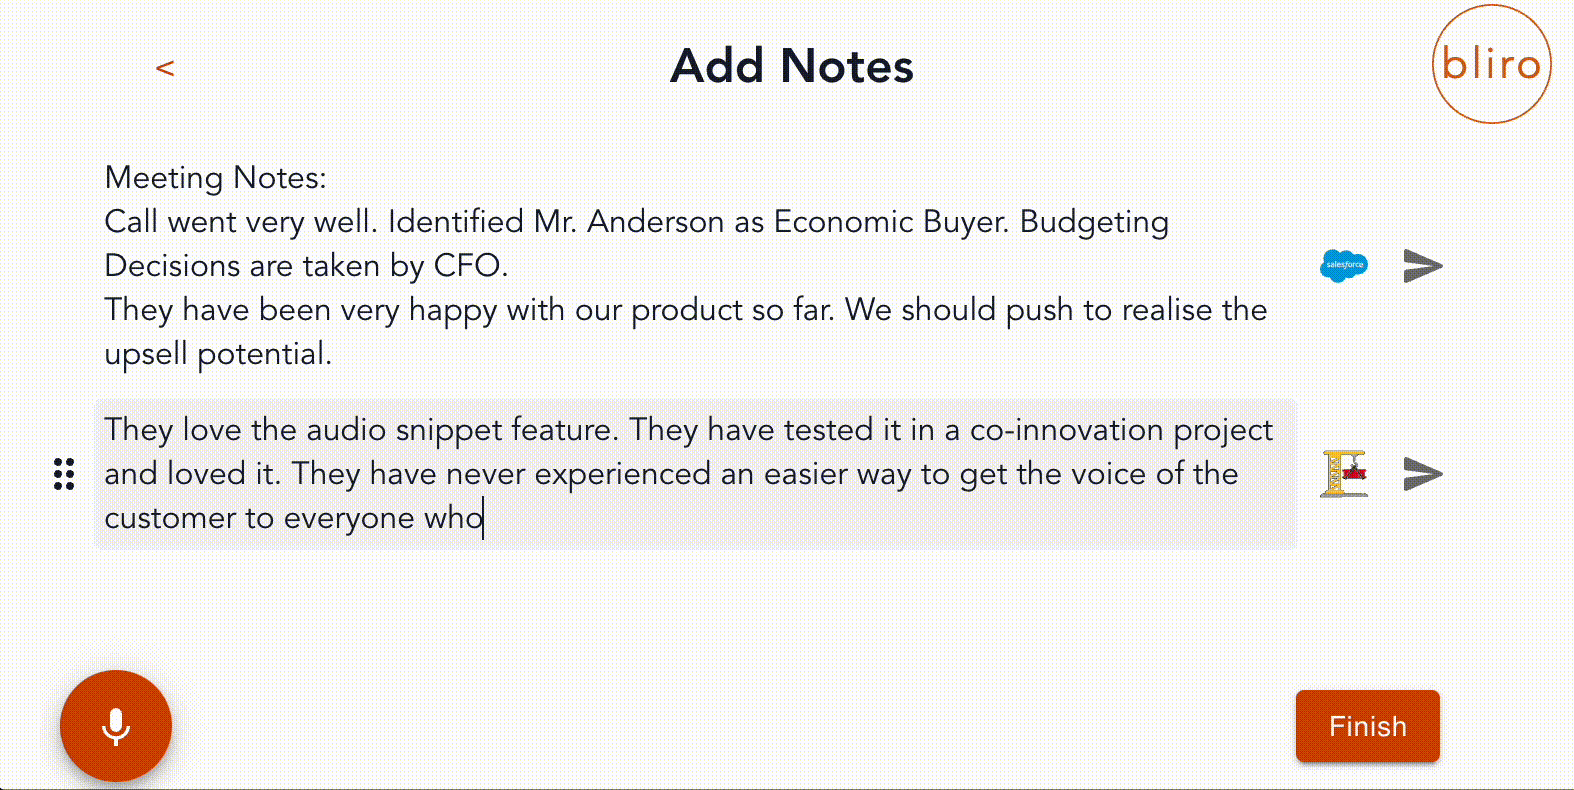 <
Add Notes
bliro
Meeting Notes:
Call went very well. Identified Mr. Anderson as Economic Buyer. Budgeting
Decisions are taken by CFO.
They have been very happy with our product so far. We should push to realise the
upsell potential.
salesforce
They love the audio snippet feature. They have tested it in a co-innovation project
and loved it. They have never experienced an easier way to get the voice of the
customer to everyone who
Finish